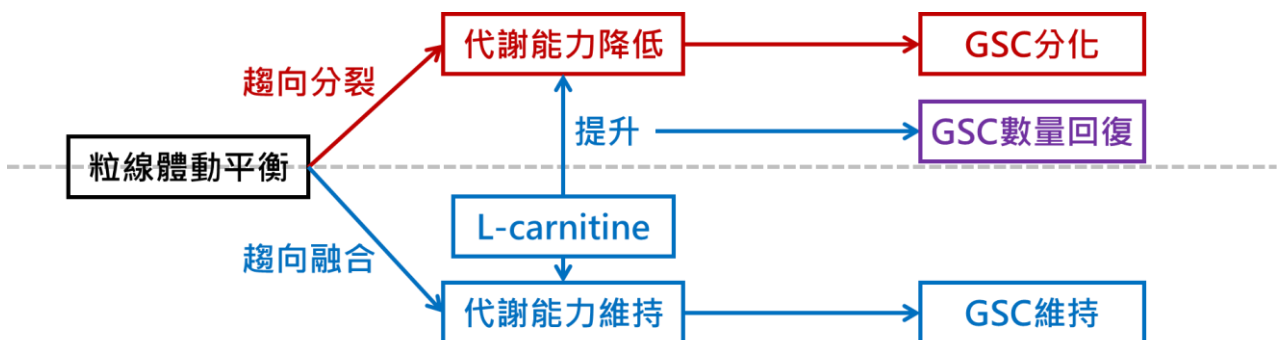 代謝能力降低
GSC分化
趨向分裂
提升
GSC數量回復
粒線體動平衡
L-carnitine
趨向融合
代謝能力維持
GSC維持